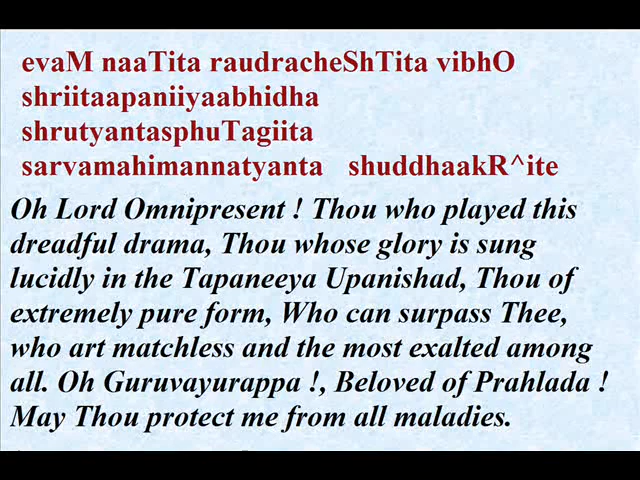 evaM naaTita raudracheShTita vibhO
shriitaapaniiyaabhidha
shrutyantasphuTagiita
sarvamahimannatyanta shuddhaakR^ite
Oh Lord Omnipresent ! Thou who played this
dreadful drama, Thou whose glory is sung
lucidly in the Tapaneeya Upanishad, Thou of
extremely pure form, Who can surpass Thee,
who art matchless and the most exalted among
all. Oh Guruvayurappa !, Beloved of Prahlada !
May Thou protect me from all maladies.